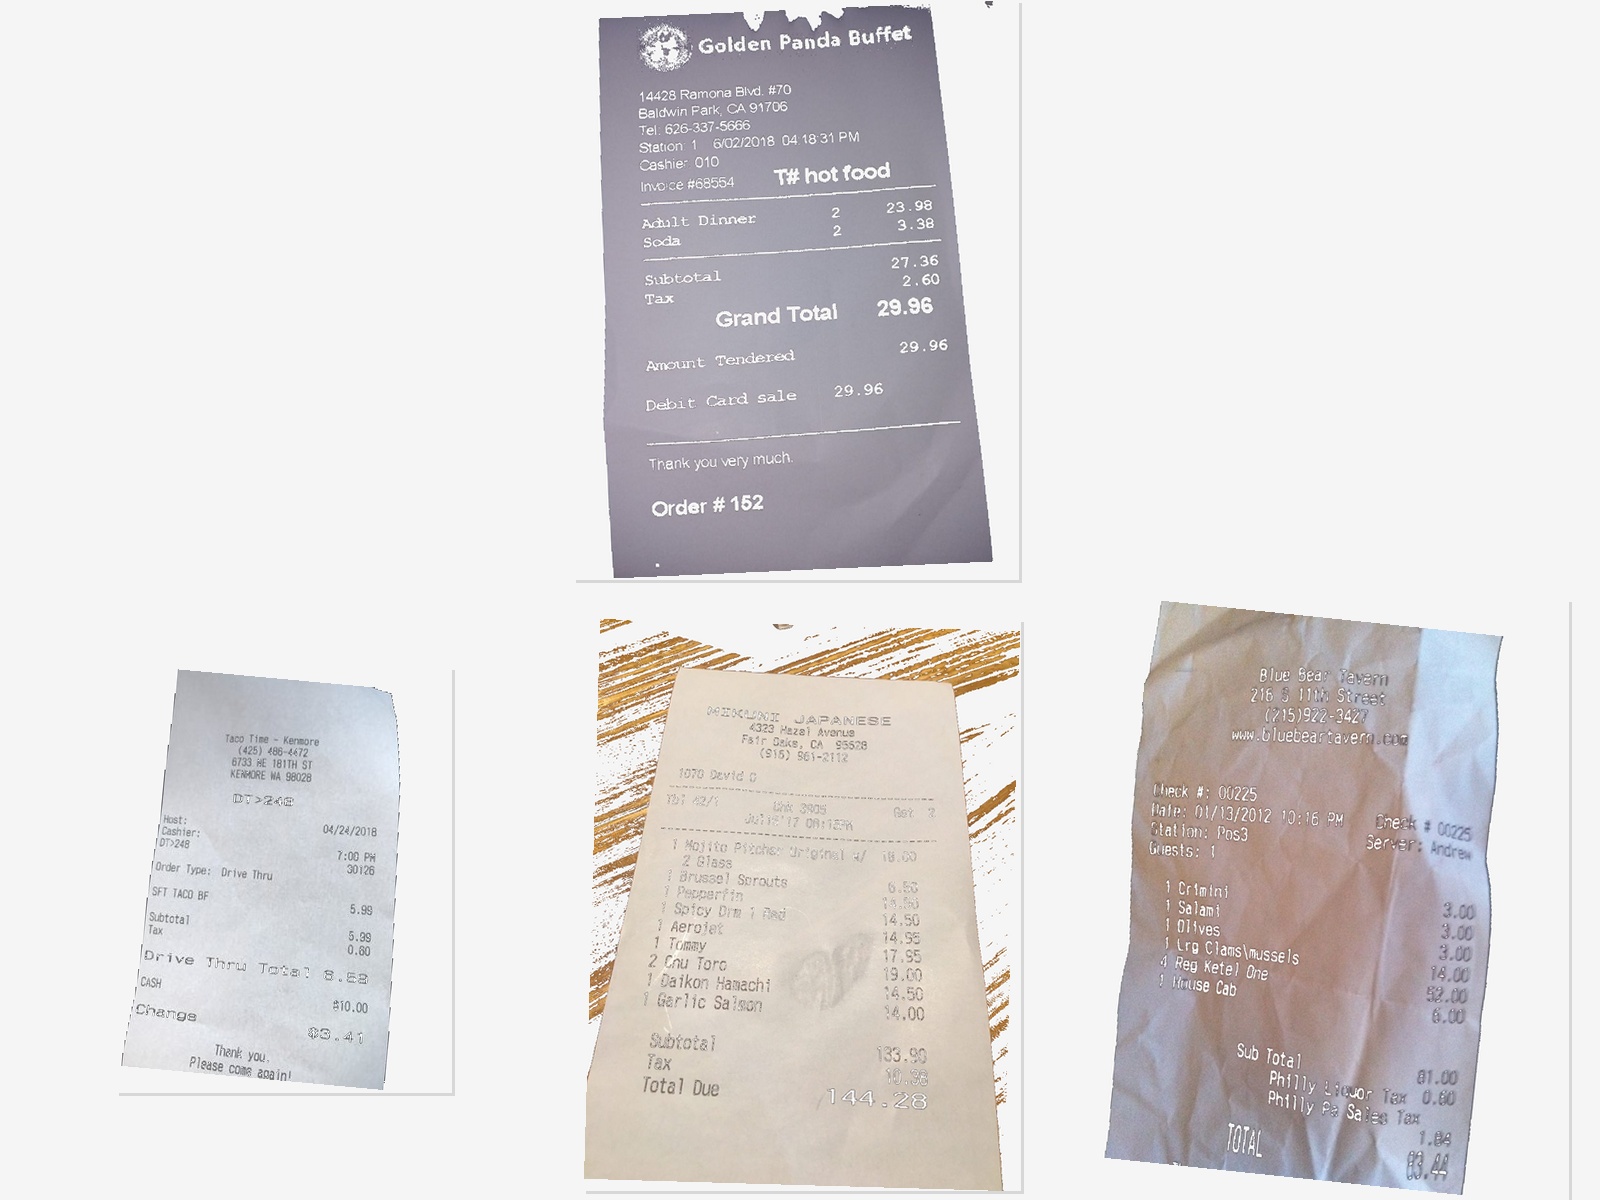 Golden Panda Buffet
14428 Ramona Blvd. #70
Baldwin Park, CA 91706
Tel. 626-337-5666
Station: 1 6/02/2018 04:18:31 PM
Cashier: 010
Invoice #68554 T# hot food
Adult Dinner 2 23.98
Soda 2 3.38
Subtotal 27.36
Tax 2.60
Grand Total 29.96
Amount Tendered 29.96
Debit Card sale 29.96
Thank you very much.
Order # 152
Taco Time - Kenmore
(425) 486-4472
6733 NE 181TH ST
KENMORE WA 98028
DT>248
Host: 04/24/2018
Cashier:
DT>248 7:00 PM
30126
Order Type: Drive Thru
SFT TACO BF 5.99
Subtotal 5.99
Tax 0.60
Drive Thru Total 6.59
CASH $10.00
Change $3.41
Thank you.
Please come again!
MIKUNI JAPANESE
4323 Hazel Avenue
Fair Oaks, CA 95628
(916) 961-2112
1070 David D
Tbl 42/1 Chk 3905 Gst 2
1 Mojito Pitcher Original W/ 18.00
2 Glass
1 Brussel Sprouts 6.50
1 Pepperfin
1 Spicy Drm 1 Red 14.50
1 Aerojet 14.95
1 Tommy 17.95
2 Chu Toro 19.00
1 Daikon Hamachi 14.50
1 Garlic Salmon 14.00
Subtotal 133.90
Tax 10.38
Total Due 144.28
Blue Bear Tavern
216 S 11th Street
(215)922-3427
www.bluebeartavern.com
Check #: 00225
Date: 01/13/2012 10:16 PM Check # 00225
Station: Pos3 Server: Andrew
Guests: 1
1 Crimini 3.00
1 Salami 3.00
1 Olives 3.00
1 Lrg Clams\mussels 14.00
4 Reg Ketel One 52.00
1 House Cab 6.00
Sub Total 81.00
Philly Liquor Tax 0.60
Philly Pa Sales Tax 1.84
TOTAL 83.44